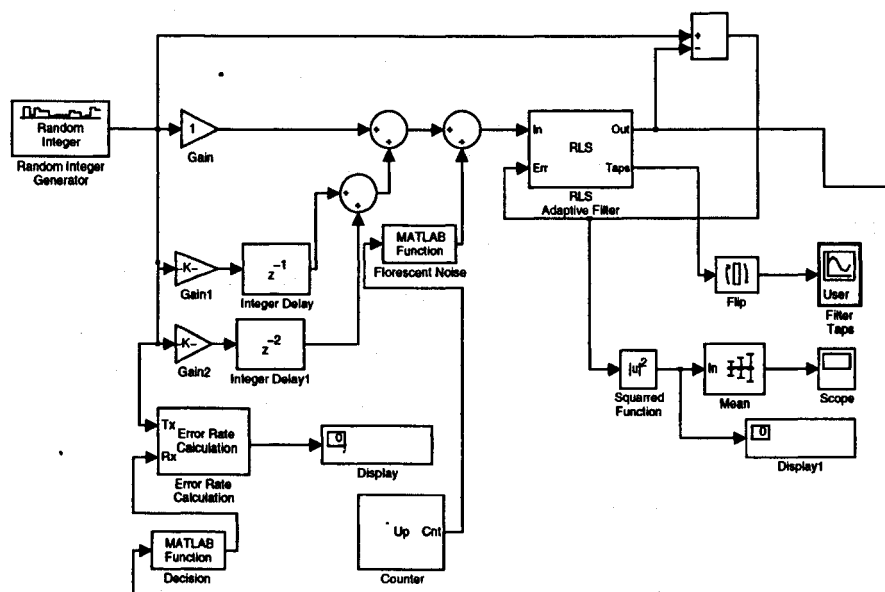 +
−
Random
Integer
Random Integer
Generator
1
Gain
+
+
+
+
In
Out
RLS
Err
Taps
RLS
Adaptive Filter
+
+
MATLAB
Function
Florescent Noise
-K-
Gain1
z⁻¹
Integer Delay
Flip
User
Filter
Taps
-K-
Gain2
z⁻²
Integer Delay1
|u|²
Squarred
Function
In
Mean
Scope
Tx
Rx
Error Rate
Calculation
Error Rate
Calculation
0
Display
0
Display1
Up
Cnt
Counter
MATLAB
Function
Decision